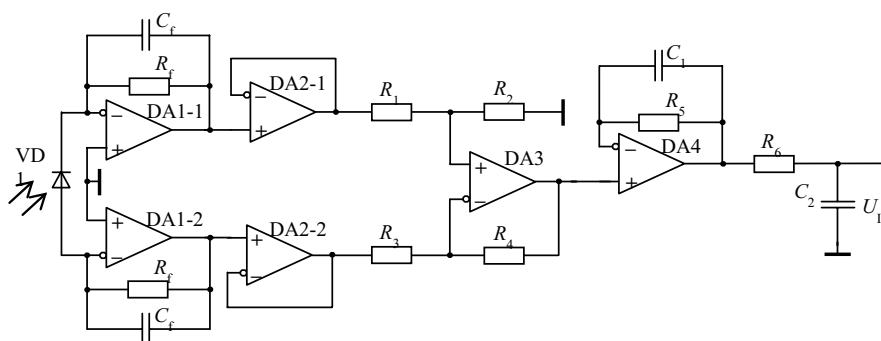 C_f
R_f
DA1-1
DA2-1
VD
1
R_1
R_2
C_1
R_5
DA4
R_6
DA3
C_2
U_I
DA1-2
DA2-2
R_3
R_4
R_f
C_f